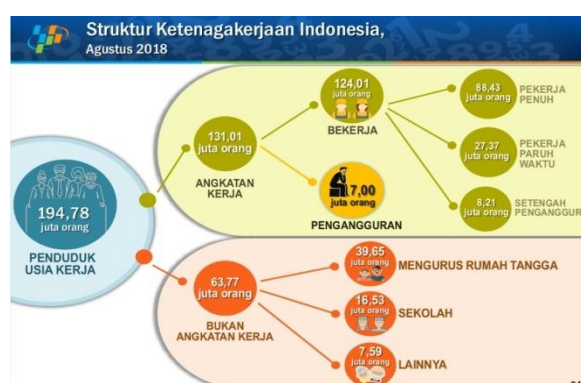 Struktur Ketenagakerjaan Indonesia,
Agustus 2018
194,78
juta orang
PENDUDUK
USIA KERJA
131,01
juta orang
ANGKATAN
KERJA
124,01
juta orang
BEKERJA
88,43
juta orang
PEKERJA
PENUH
27,37
juta orang
PEKERJA
PARUH
WAKTU
8,21
juta orang
SETENGAH
PENGANGGUR
7,00
juta orang
PENGANGGURAN
63,77
juta orang
BUKAN
ANGKATAN KERJA
39,65
juta orang
MENGURUS RUMAH TANGGA
16,53
juta orang
SEKOLAH
7,59
juta orang
LAINNYA